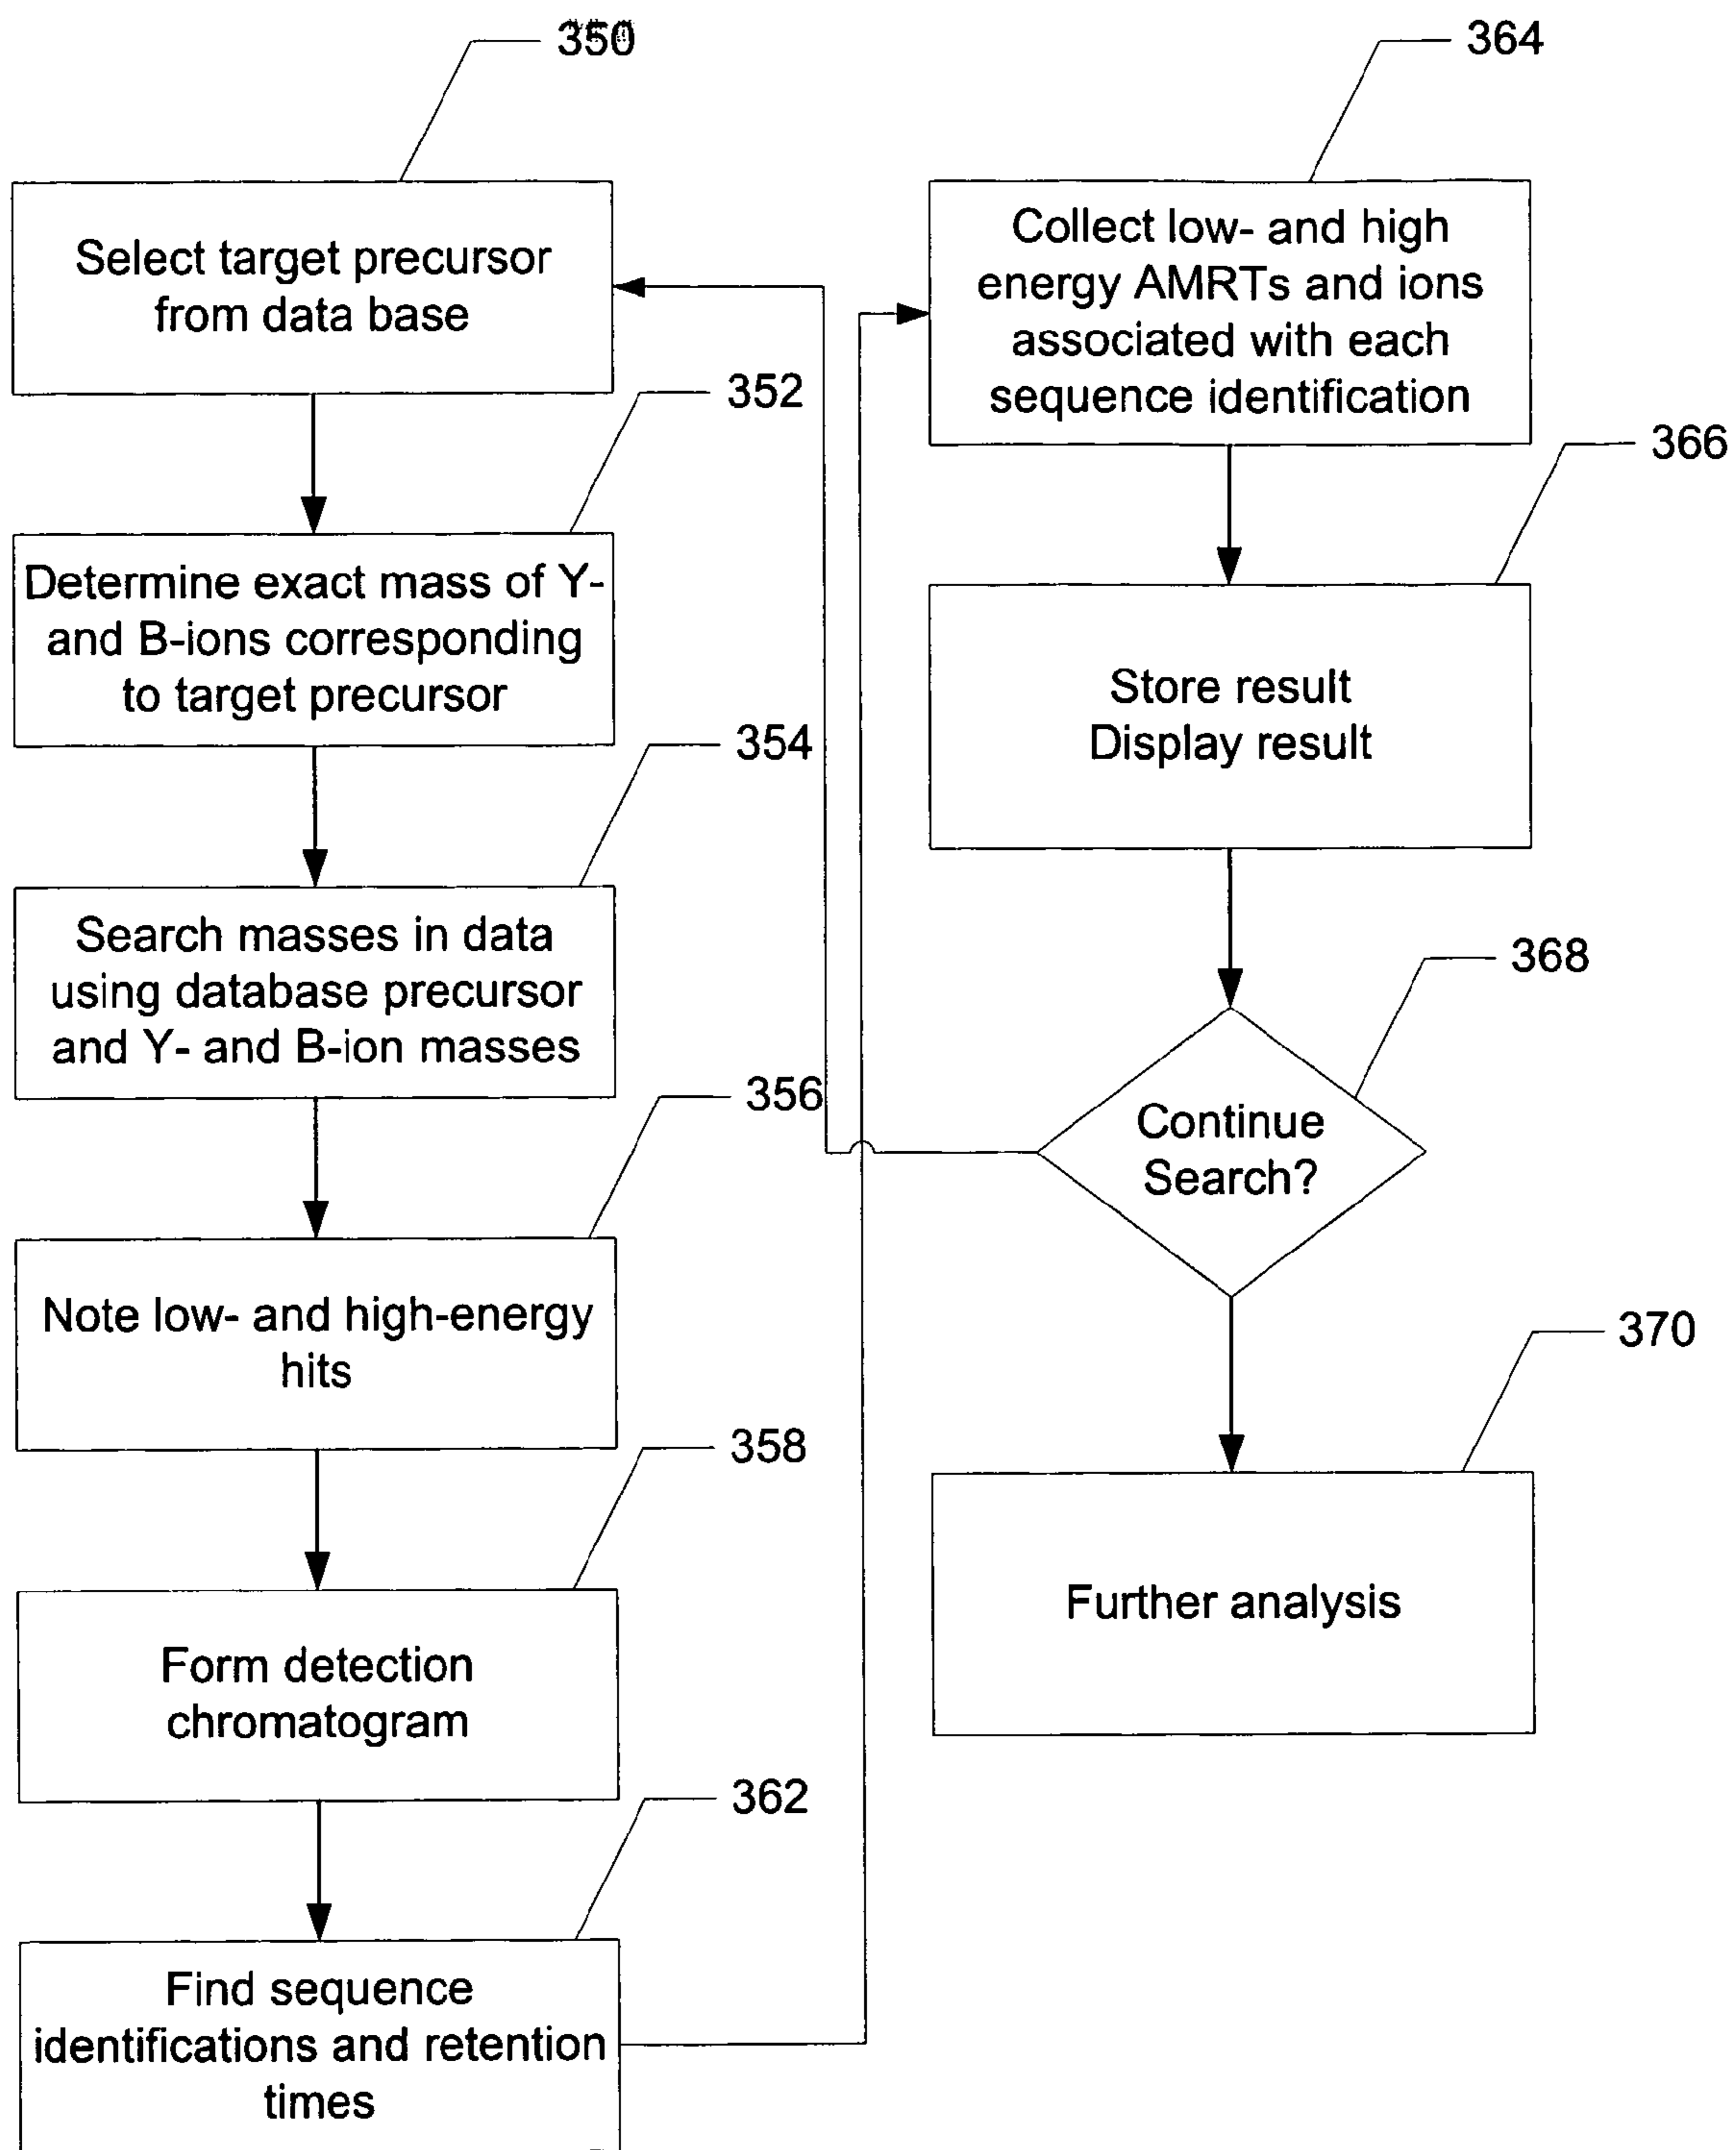 350
Select target precursor
from data base
352
Determine exact mass of Y-
and B-ions corresponding
to target precursor
354
Search masses in data
using database precursor
and Y- and B-ion masses
356
Note low- and high-energy
hits
358
Form detection
chromatogram
362
Find sequence
identifications and retention
times
364
Collect low- and high
energy AMRTs and ions
associated with each
sequence identification
366
Store result
Display result
368
Continue
Search?
370
Further analysis